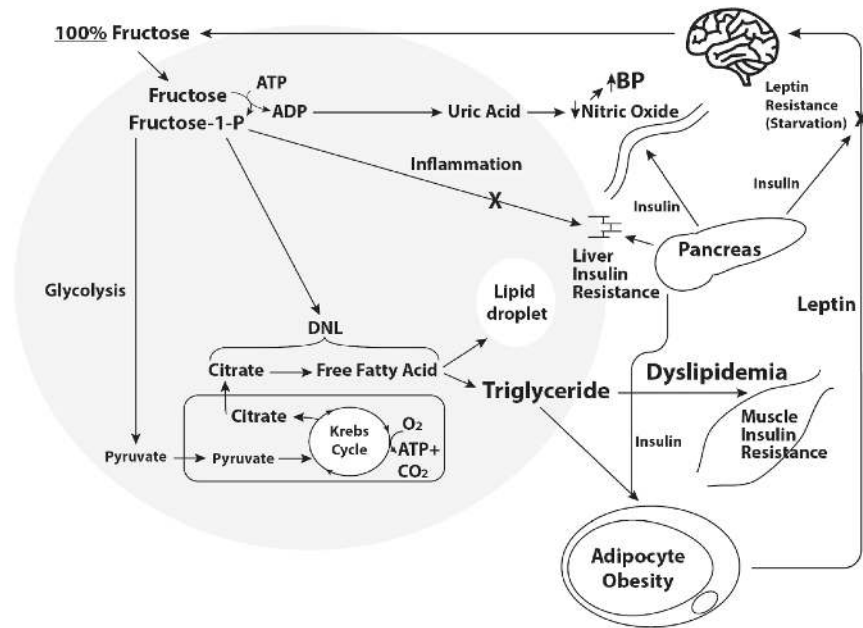 100% Fructose
ATP
Fructose
ADP
Fructose-1-P
Uric Acid
BP
Nitric Oxide
Leptin
Resistance
(Starvation)
X
Inflammation
X
Insulin
Insulin
Pancreas
Liver
Insulin
Resistance
Glycolysis
Lipid
droplet
Leptin
DNL
Citrate
Free Fatty Acid
Triglyceride
Dyslipidemia
Citrate
Krebs
Cycle
O2
ATP+
CO2
Muscle
Insulin
Resistance
Insulin
Pyruvate
Pyruvate
Adipocyte
Obesity